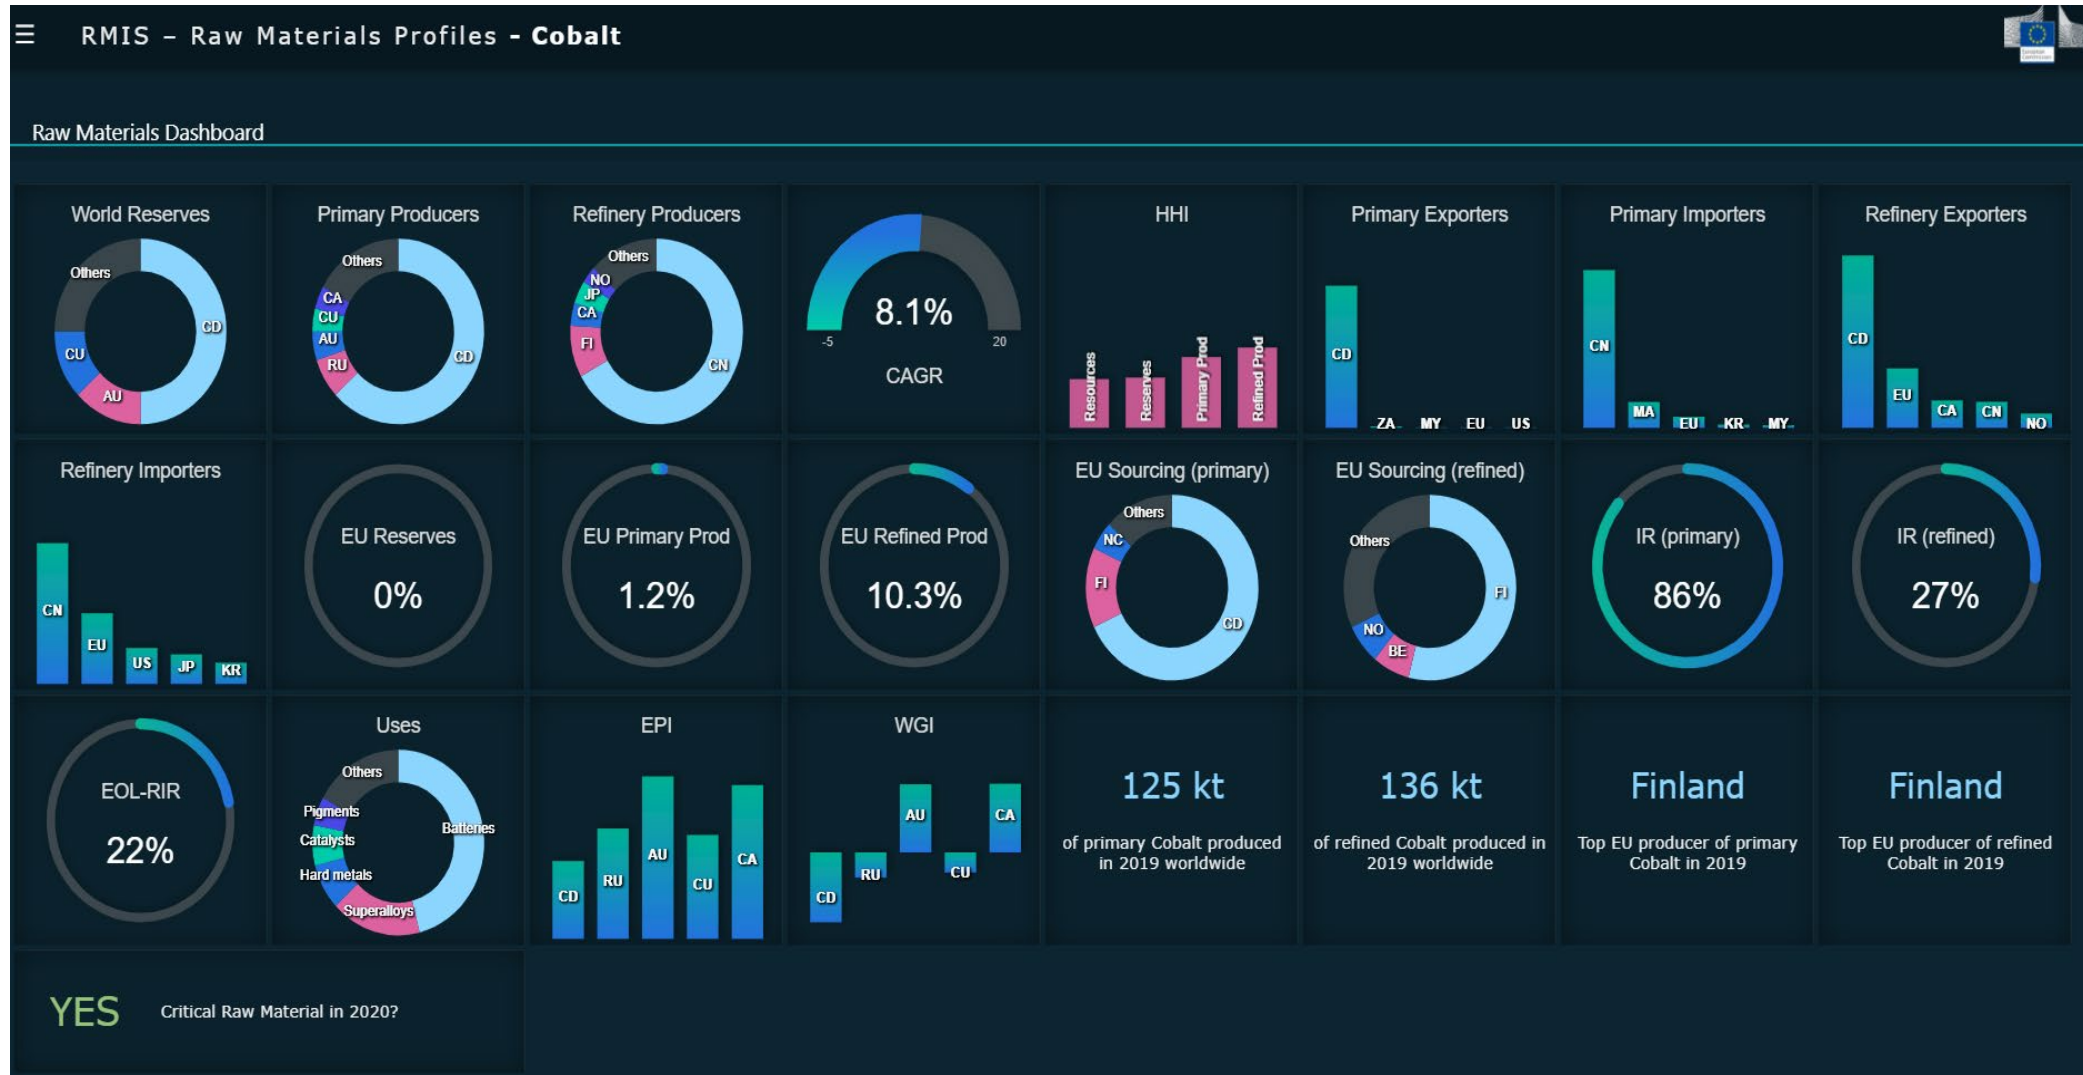 ☰ RMIS – Raw Materials Profiles - Cobalt
Raw Materials Dashboard
World Reserves
Others
CD
CU
AU
Primary Producers
Others
CA
CU
AU
RU
CD
Refinery Producers
Others
NO
JP
CA
FI
CN
8.1%
-5
20
CAGR
HHI
Resources
Reserves
Primary Prod
Refined Prod
Primary Exporters
CD
ZA
MY
EU
US
Primary Importers
CN
MA
EU
KR
MY
Refinery Exporters
CD
EU
CA
CN
NO
Refinery Importers
CN
EU
US
JP
KR
EU Reserves
0%
EU Primary Prod
1.2%
EU Refined Prod
10.3%
EU Sourcing (primary)
Others
NC
FI
CD
EU Sourcing (refined)
Others
FI
NO
BE
IR (primary)
86%
IR (refined)
27%
EOL-RIR
22%
Uses
Others
Pigments
Catalysts
Hard metals
Superalloys
Batteries
EPI
CD
RU
AU
CU
CA
WGI
CD
RU
AU
CU
CA
125 kt
of primary Cobalt produced
in 2019 worldwide
136 kt
of refined Cobalt produced in
2019 worldwide
Finland
Top EU producer of primary
Cobalt in 2019
Finland
Top EU producer of refined
Cobalt in 2019
YES
Critical Raw Material in 2020?